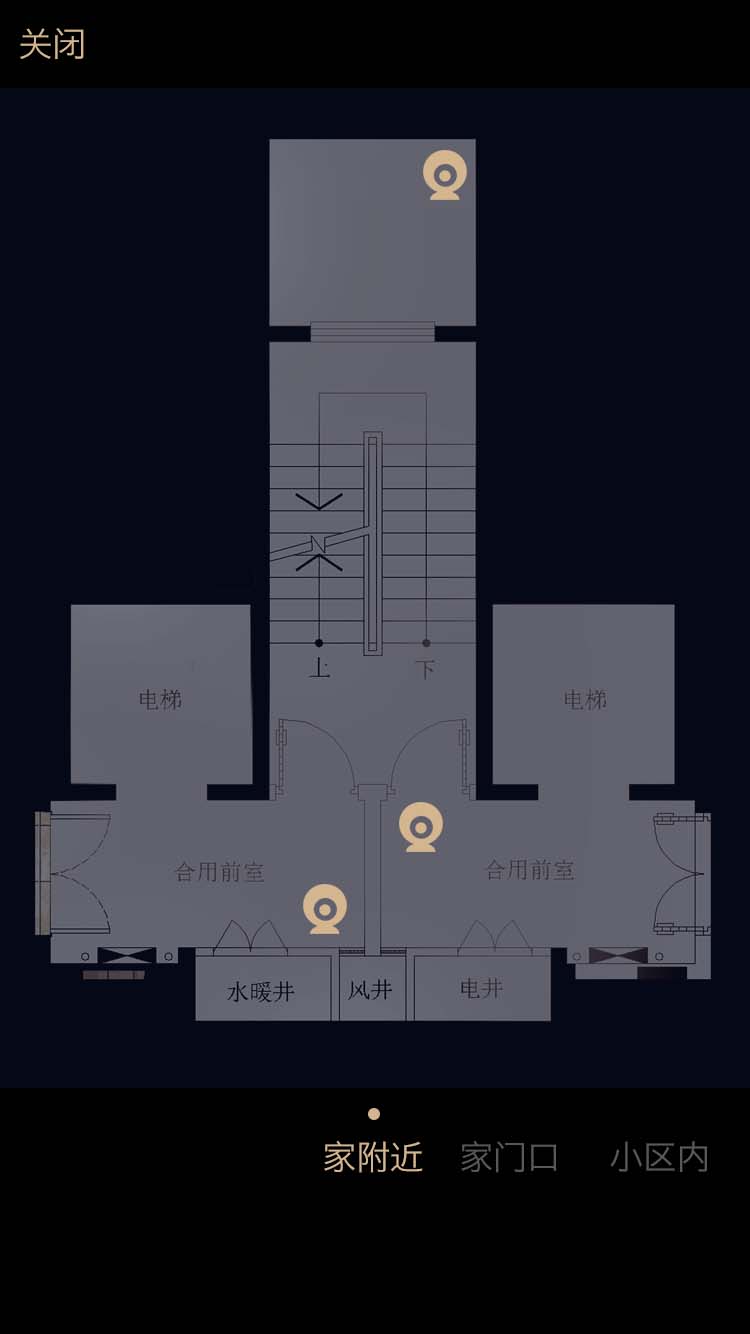 关闭
上 下
电梯 电梯
合用前室 合用前室
水暖井 风井 电井
家附近 家门口 小区内